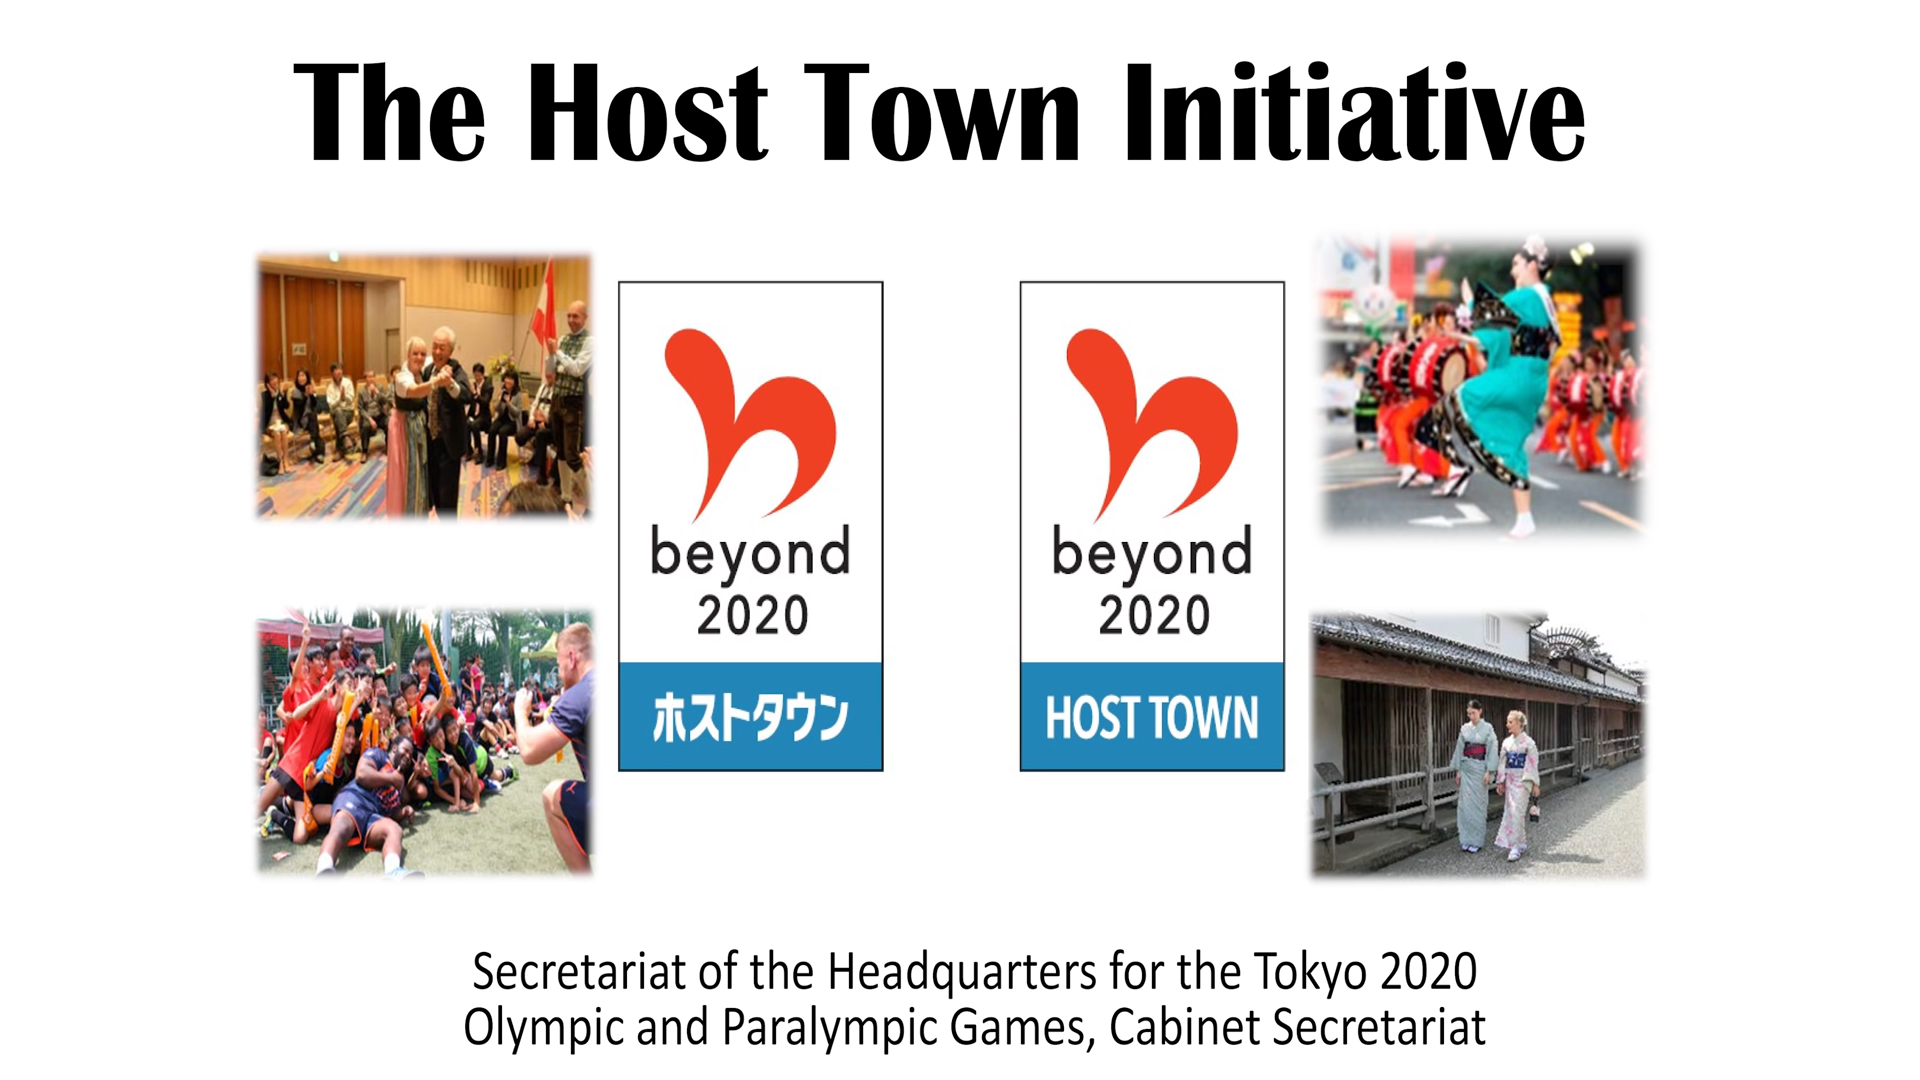 The Host Town Initiative
beyond
2020
ホストタウン
beyond
2020
HOST TOWN
Secretariat of the Headquarters for the Tokyo 2020
Olympic and Paralympic Games, Cabinet Secretariat